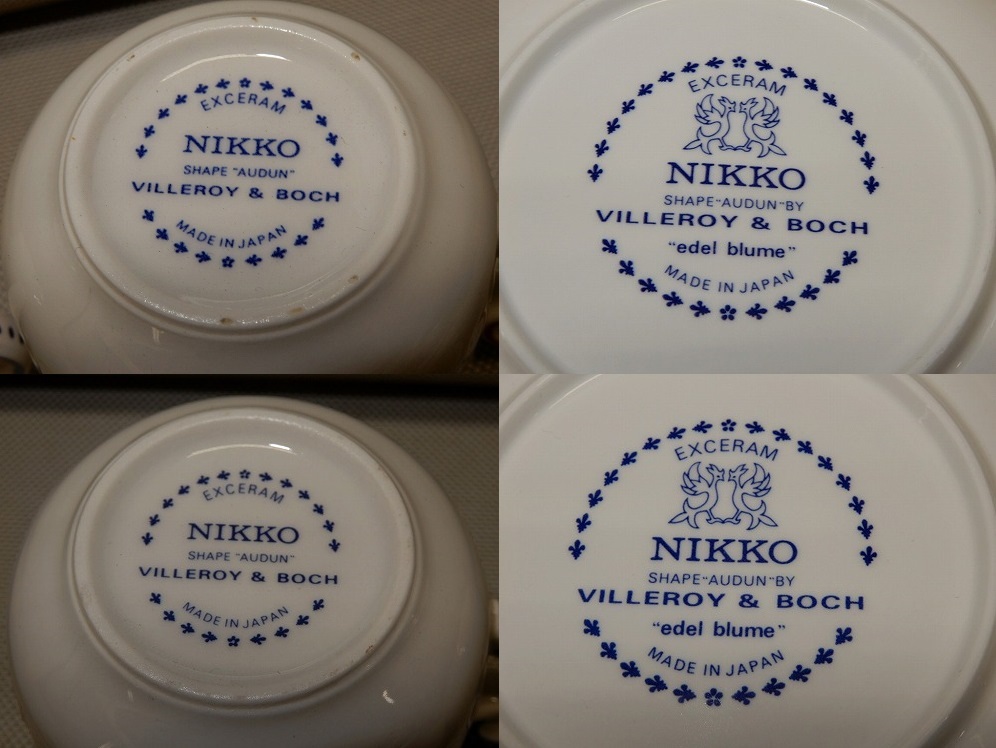 EXCERAM
NIKKO
SHAPE "AUDUN"
VILLEROY & BOCH
MADE IN JAPAN
EXCERAM
NIKKO
SHAPE "AUDUN" BY
VILLEROY & BOCH
"edel blume"
MADE IN JAPAN
EXCERAM
NIKKO
SHAPE "AUDUN"
VILLEROY & BOCH
MADE IN JAPAN
EXCERAM
NIKKO
SHAPE "AUDUN" BY
VILLEROY & BOCH
"edel blume"
MADE IN JAPAN